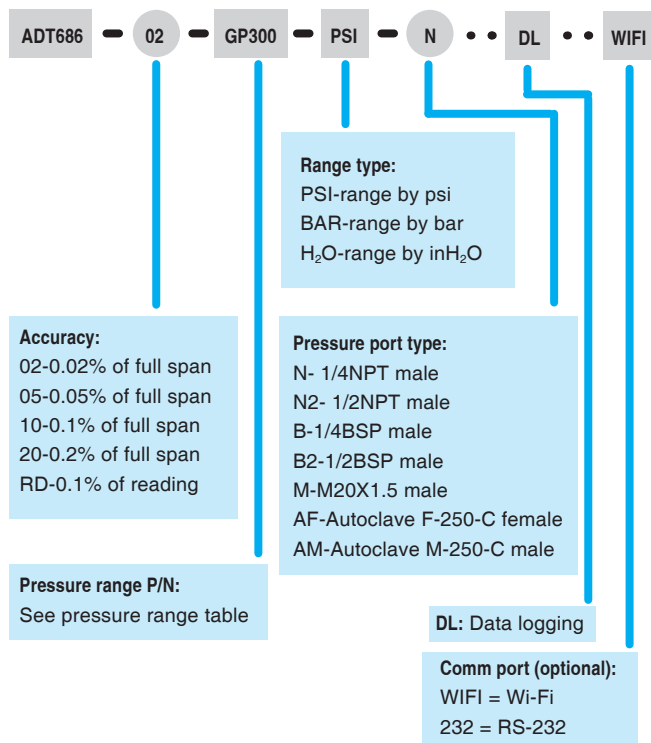 ADT686 – 02 – GP300 – PSI – N •• DL •• WIFI
Range type:
PSI-range by psi
BAR-range by bar
H₂O-range by inH₂O
Accuracy:
02-0.02% of full span
05-0.05% of full span
10-0.1% of full span
20-0.2% of full span
RD-0.1% of reading
Pressure port type:
N- 1/4NPT male
N2- 1/2NPT male
B-1/4BSP male
B2-1/2BSP male
M-M20X1.5 male
AF-Autoclave F-250-C female
AM-Autoclave M-250-C male
Pressure range P/N:
See pressure range table
DL: Data logging
Comm port (optional):
WIFI = Wi-Fi
232 = RS-232